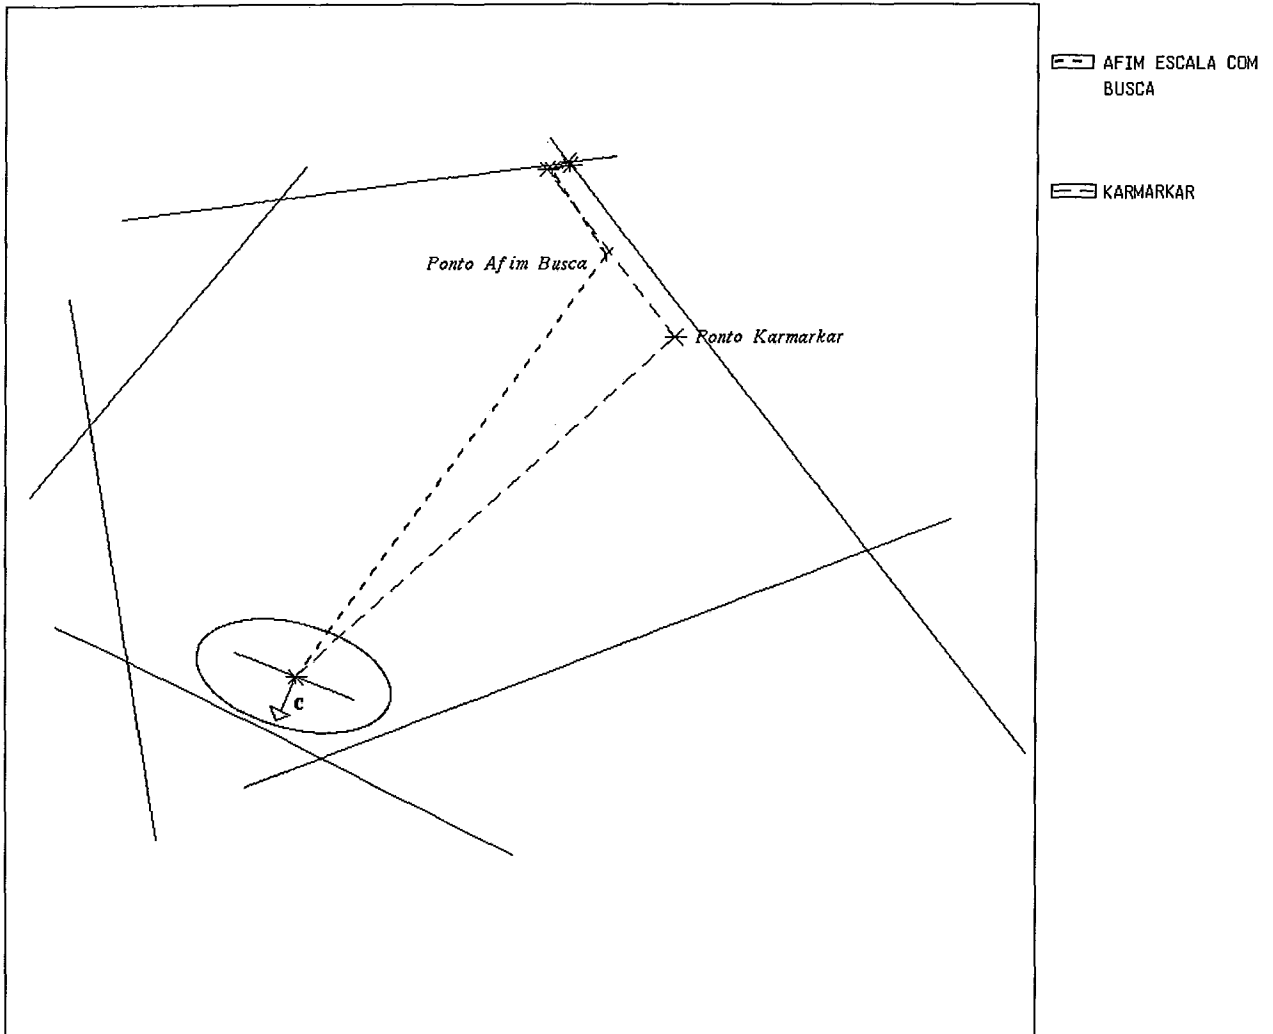 AFIM ESCALA COM
BUSCA
KARMARKAR
Ponto Afim Busca
Ponto Karmarkar
c